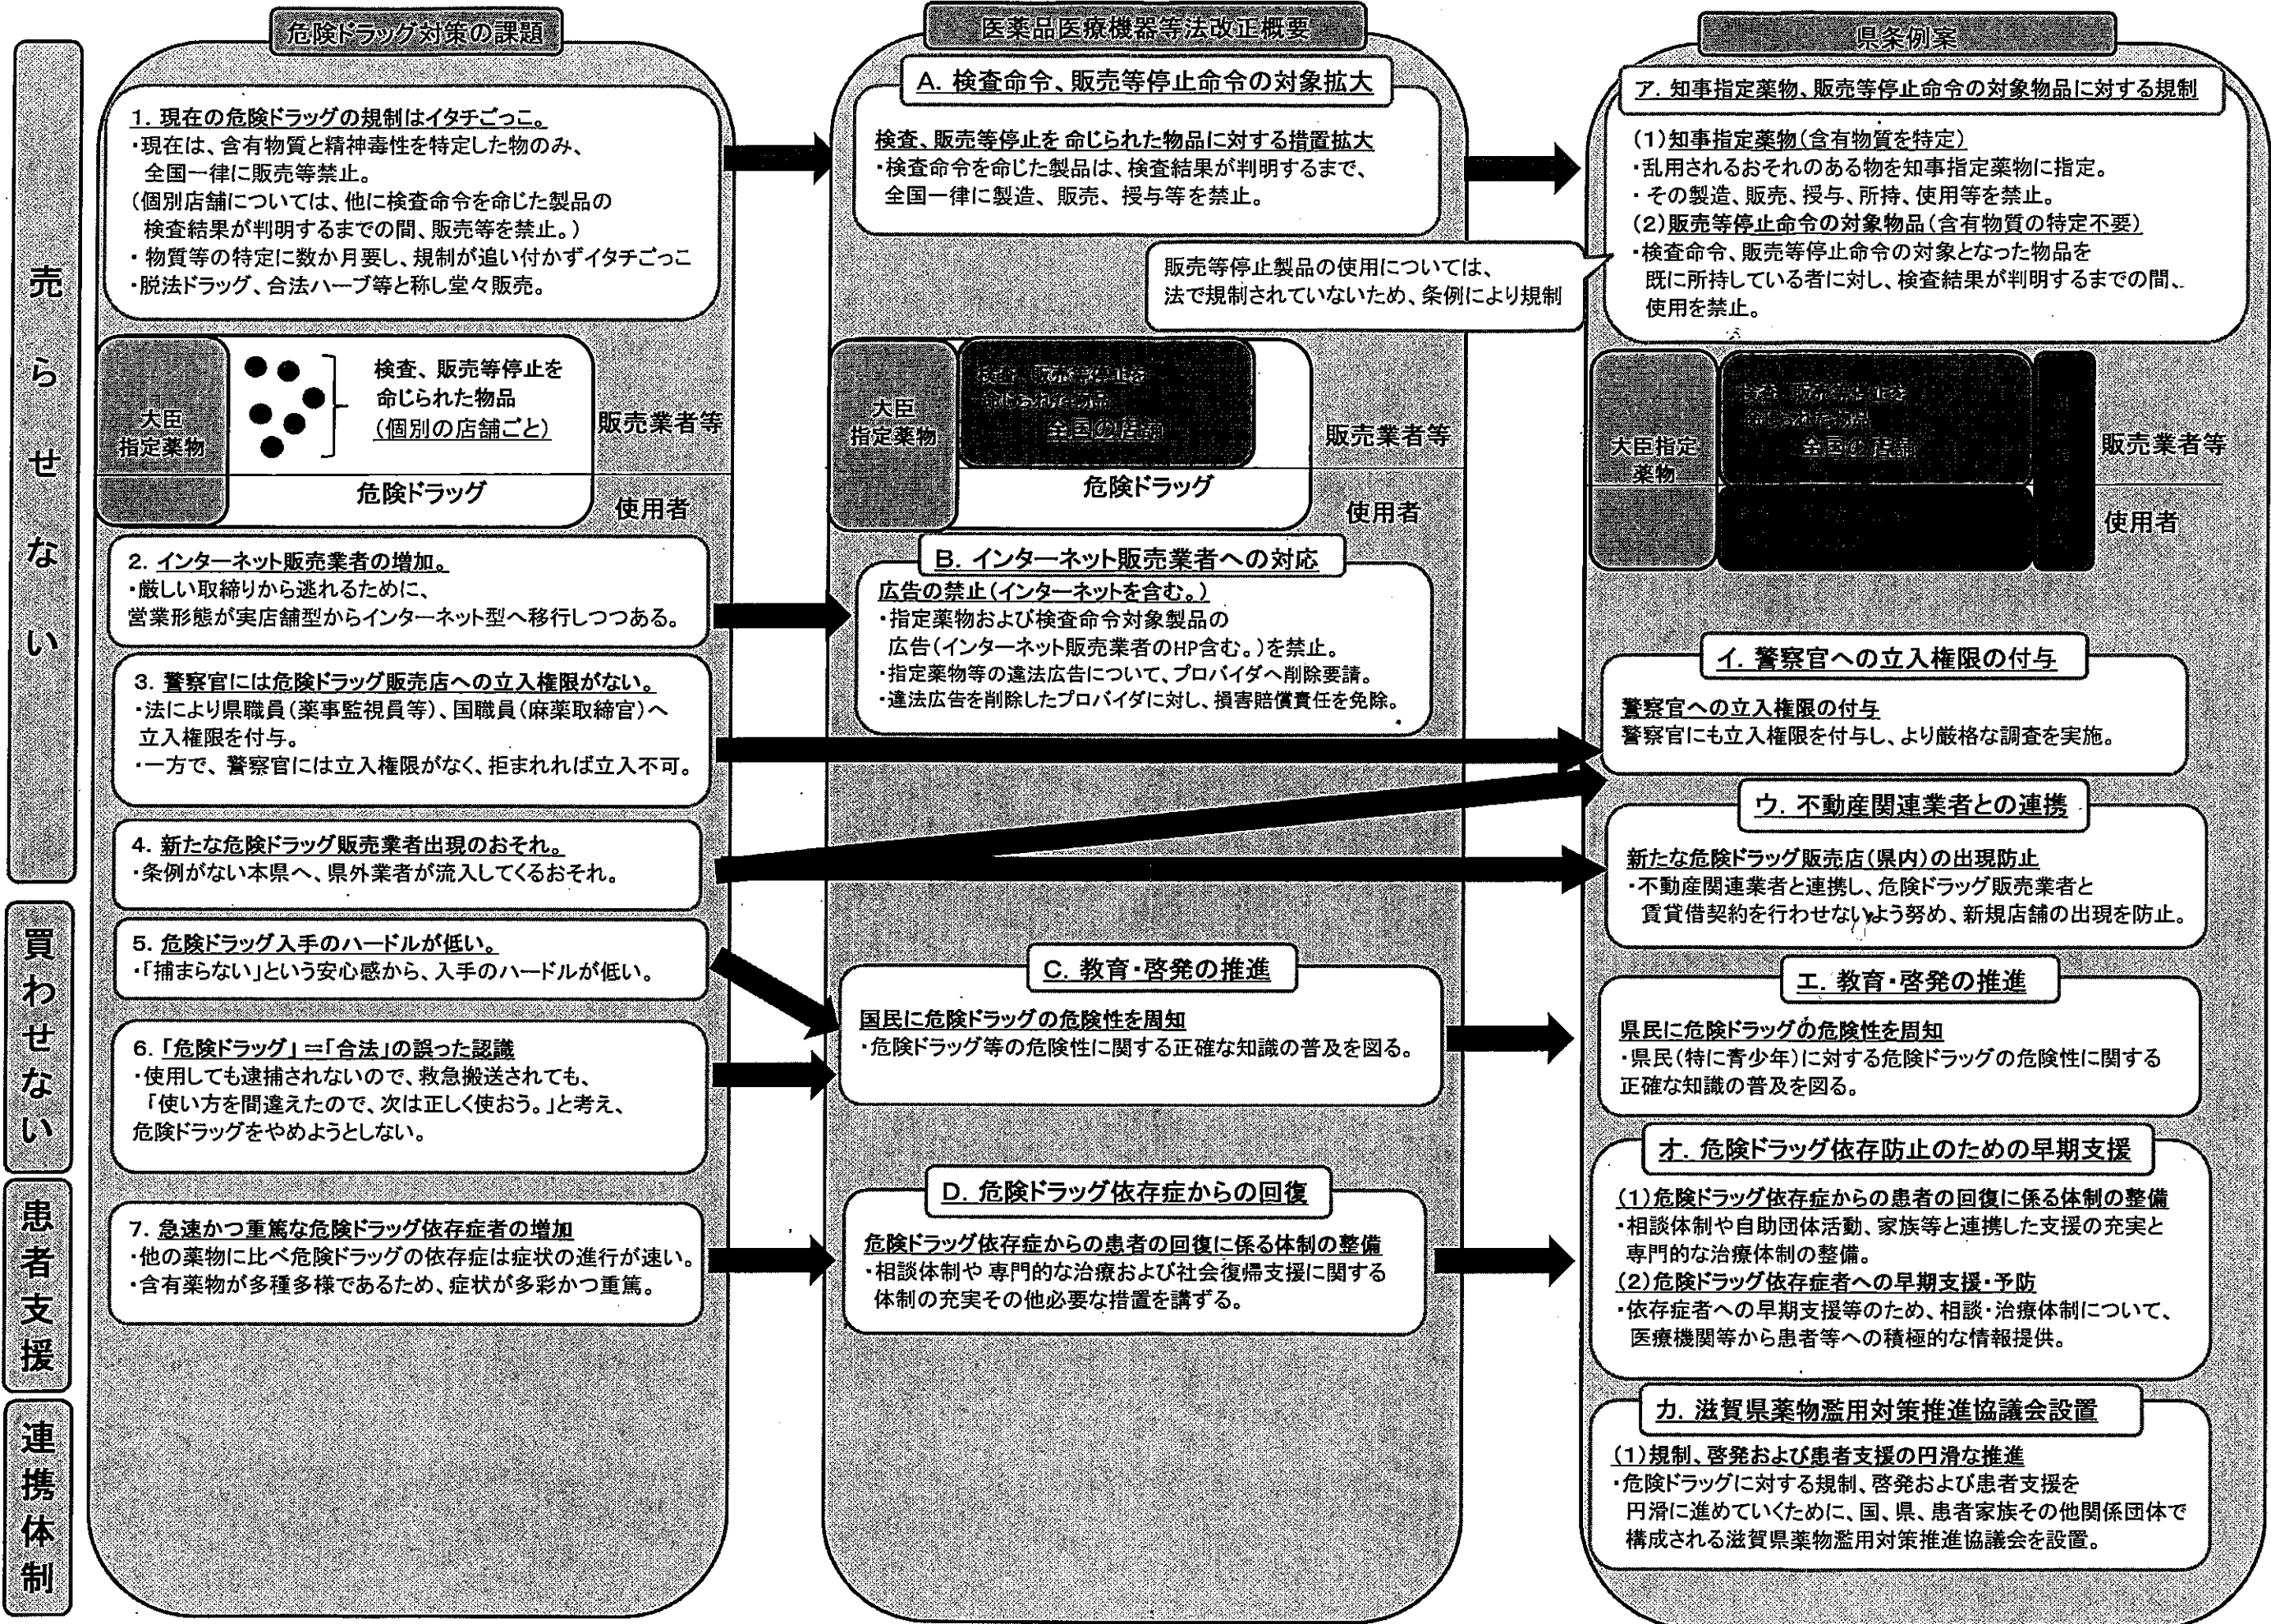 売らせない
買わせない
患者支援
連携体制
危険ドラッグ対策の課題
1. 現在の危険ドラッグの規制はイタチごっこ。
・現在は、含有物質と精神毒性を特定した物のみ、
全国一律に販売等禁止。
(個別店舗については、他に検査命令を命じた製品の
検査結果が判明するまでの間、販売等を禁止。)
・物質等の特定に数か月要し、規制が追い付かずイタチごっこ
・脱法ドラッグ、合法ハーブ等と称し堂々販売。
大臣
指定薬物
検査、販売等停止を
命じられた物品
(個別の店舗ごと)
販売業者等
危険ドラッグ
使用者
2. インターネット販売業者の増加。
・厳しい取締りから逃れるために、
営業形態が実店舗型からインターネット型へ移行しつつある。
3. 警察官には危険ドラッグ販売店への立入権限がない。
・法により県職員(薬事監視員等)、国職員(麻薬取締官)へ
立入権限を付与。
・一方で、警察官には立入権限がなく、拒まれれば立入不可。
4. 新たな危険ドラッグ販売業者出現のおそれ。
・条例がない本県へ、県外業者が流入してくるおそれ。
5. 危険ドラッグ入手のハードルが低い。
・「捕まらない」という安心感から、入手のハードルが低い。
6. 「危険ドラッグ」=「合法」の誤った認識
・使用しても逮捕されないので、救急搬送されても、
「使い方を間違えたので、次は正しく使おう。」と考え、
危険ドラッグをやめようとしない。
7. 急速かつ重篤な危険ドラッグ依存症者の増加
・他の薬物に比べ危険ドラッグの依存症は症状の進行が速い。
・含有薬物が多種多様であるため、症状が多彩かつ重篤。
医薬品医療機器等法改正概要
A. 検査命令、販売等停止命令の対象拡大
検査、販売等停止を命じられた物品に対する措置拡大
・検査命令を命じた製品は、検査結果が判明するまで、
全国一律に製造、販売、授与等を禁止。
販売等停止製品の使用については、
法で規制されていないため、条例により規制
大臣
指定薬物
検査、販売等停止を
命じられた物品
全国の店舗
販売業者等
危険ドラッグ
使用者
B. インターネット販売業者への対応
広告の禁止(インターネットを含む。)
・指定薬物および検査命令対象製品の
広告(インターネット販売業者のHP含む。)を禁止。
・指定薬物等の違法広告について、プロバイダへ削除要請。
・違法広告を削除したプロバイダに対し、損害賠償責任を免除。
C. 教育・啓発の推進
国民に危険ドラッグの危険性を周知
・危険ドラッグ等の危険性に関する正確な知識の普及を図る。
D. 危険ドラッグ依存症からの回復
危険ドラッグ依存症からの患者の回復に係る体制の整備
・相談体制や専門的な治療および社会復帰支援に関する
体制の充実その他必要な措置を講ずる。
県条例案
ア. 知事指定薬物、販売等停止命令の対象物品に対する規制
(1)知事指定薬物(含有物質を特定)
・乱用されるおそれのある物を知事指定薬物に指定。
・その製造、販売、授与、所持、使用等を禁止。
(2)販売等停止命令の対象物品(含有物質の特定不要)
・検査命令、販売等停止命令の対象となった物品を
既に所持している者に対し、検査結果が判明するまでの間、
使用を禁止。
大臣指定
薬物
検査、販売等停止を
命じられた物品
全国の店舗
販売業者等
使用者
イ. 警察官への立入権限の付与
警察官への立入権限の付与
警察官にも立入権限を付与し、より厳格な調査を実施。
ウ. 不動産関連業者との連携
新たな危険ドラッグ販売店(県内)の出現防止
・不動産関連業者と連携し、危険ドラッグ販売業者と
賃貸借契約を行わせないよう努め、新規店舗の出現を防止。
エ. 教育・啓発の推進
県民に危険ドラッグの危険性を周知
・県民(特に青少年)に対する危険ドラッグの危険性に関する
正確な知識の普及を図る。
オ. 危険ドラッグ依存防止のための早期支援
(1)危険ドラッグ依存症からの患者の回復に係る体制の整備
・相談体制や自助団体活動、家族等と連携した支援の充実と
専門的な治療体制の整備。
(2)危険ドラッグ依存症者への早期支援・予防
・依存症者への早期支援等のため、相談・治療体制について、
医療機関等から患者等への積極的な情報提供。
カ. 滋賀県薬物濫用対策推進協議会設置
(1)規制、啓発および患者支援の円滑な推進
・危険ドラッグに対する規制、啓発および患者支援を
円滑に進めていくために、国、県、患者家族その他関係団体で
構成される滋賀県薬物濫用対策推進協議会を設置。